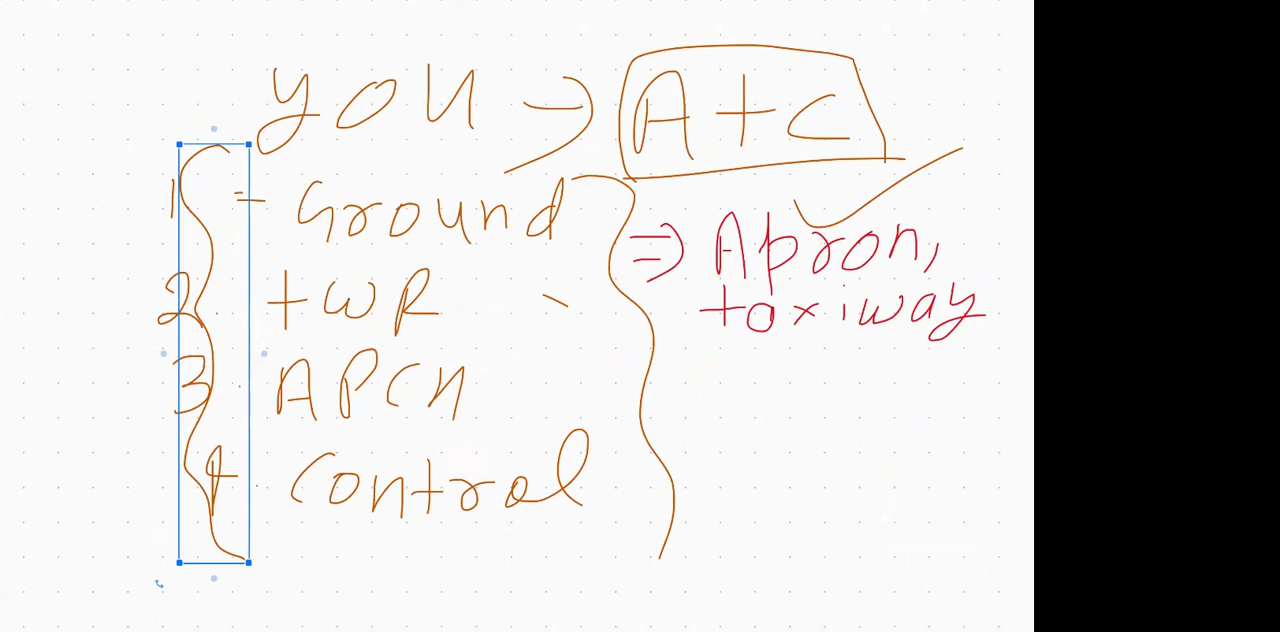 you → Atc
1 - Ground ⇒ Apron,
taxiway
2 tWR
3 APCH
4 control